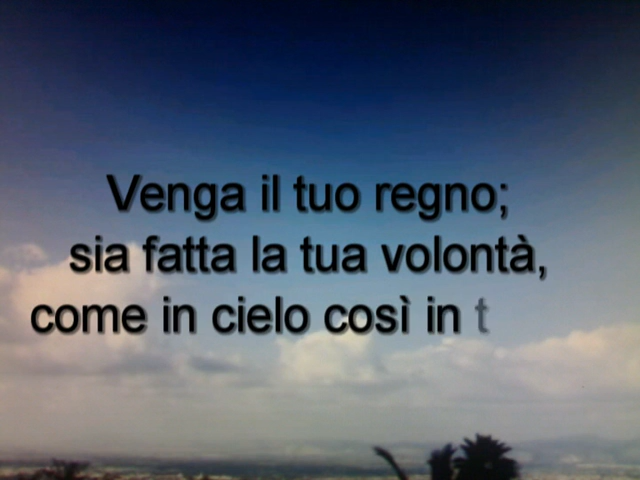 Venga il tuo regno;
sia fatta la tua volontà,
come in cielo così in t